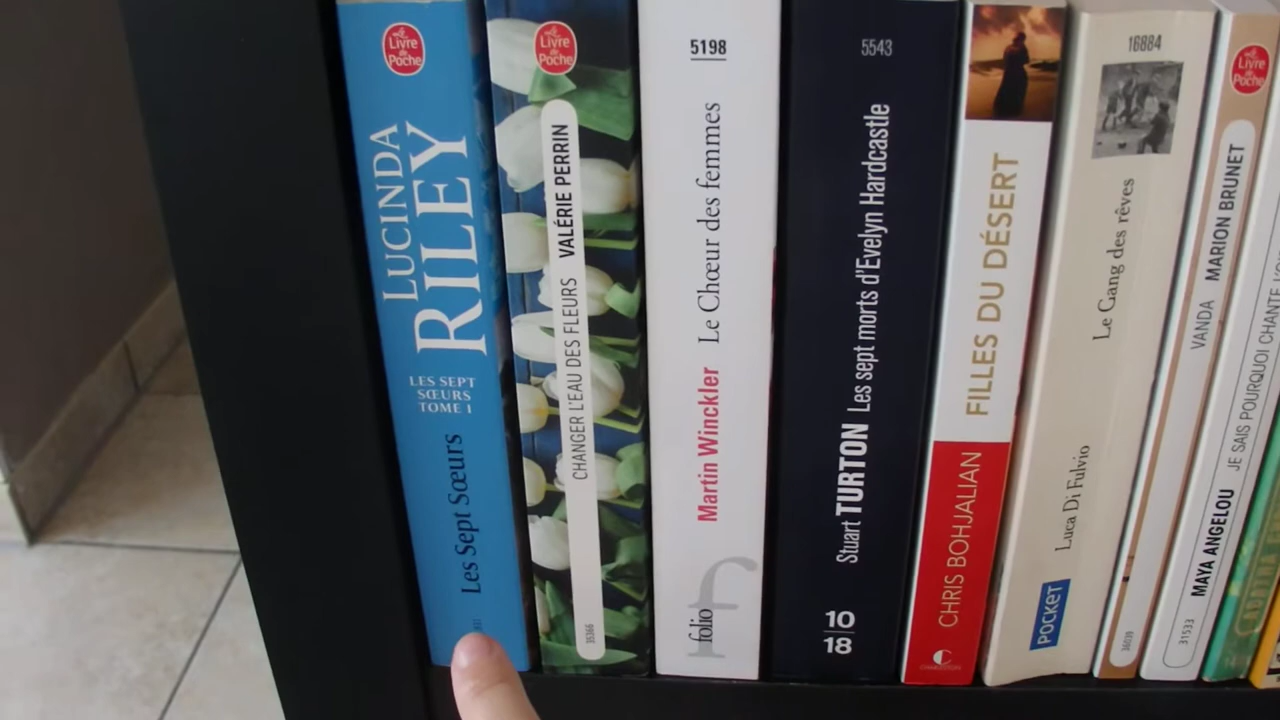 Le
Livre
de
Poche
LUCINDA
RILEY
LES SEPT
SŒURS
TOME 1
Les Sept Sœurs
Le
Livre
de
Poche
CHANGER L'EAU DES FLEURS VALÉRIE PERRIN
35366
5198
Martin Winckler Le Chœur des femmes
folio
5543
Stuart TURTON Les sept morts d'Evelyn Hardcastle
10
18
FILLES DU DÉSERT
CHRIS BOHJALIAN
CHARLESTON
16884
Le Gang des rêves
Luca Di Fulvio
POCKET
Le
Livre
de
Poche
VANDA MARION BRUNET
MAYA ANGELOU JE SAIS POURQUOI CHANTE
31533